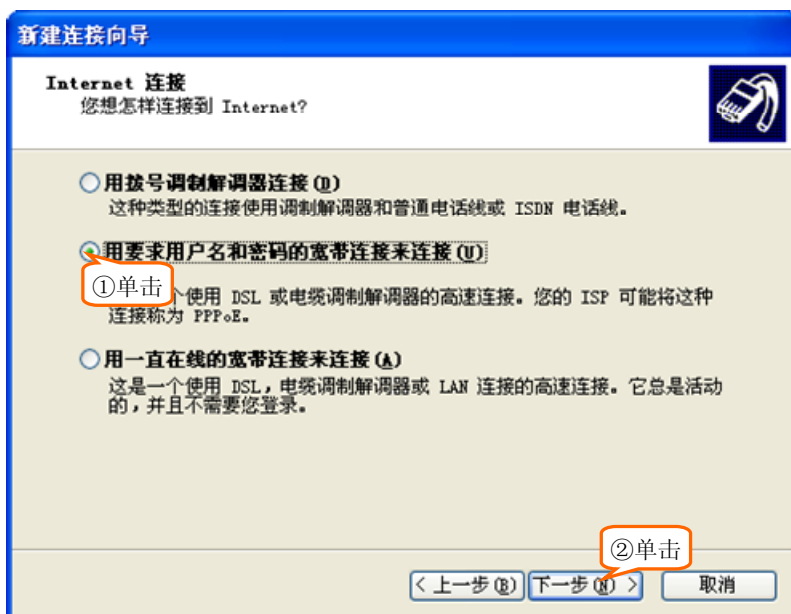 新建连接向导
Internet 连接
您想怎样连接到 Internet?
用拨号调制解调器连接(D)
这种类型的连接使用调制解调器和普通电话线或 ISDN 电话线。
用要求用户名和密码的宽带连接来连接(U)
①单击
个使用 DSL 或电缆调制解调器的高速连接。您的 ISP 可能将这种
连接称为 PPPoE。
用一直在线的宽带连接来连接(A)
这是一个使用 DSL,电缆调制解调器或 LAN 连接的高速连接。它总是活动
的,并且不需要您登录。
②单击
< 上一步(B) 下一步(N) > 取消